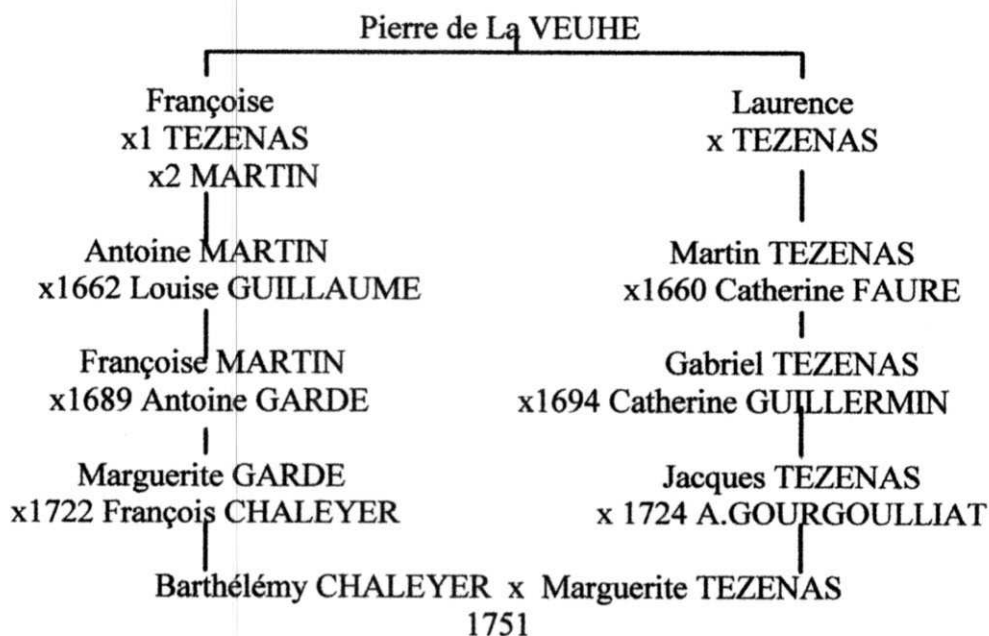 Pierre de La VEUHE
Françoise
x1 TEZENAS
x2 MARTIN
Laurence
x TEZENAS
Antoine MARTIN
x1662 Louise GUILLAUME
Martin TEZENAS
x1660 Catherine FAURE
Françoise MARTIN
x1689 Antoine GARDE
Gabriel TEZENAS
x1694 Catherine GUILLERMIN
Marguerite GARDE
x1722 François CHALEYER
Jacques TEZENAS
x 1724 A.GOURGOULLIAT
Barthélémy CHALEYER x Marguerite TEZENAS
1751